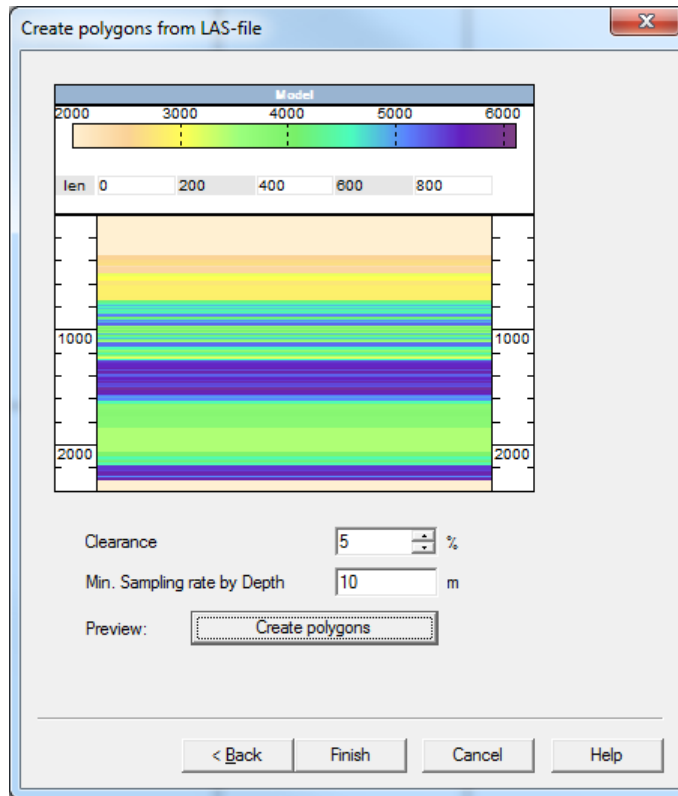 Create polygons from LAS-file
Model
2000 3000 4000 5000 6000
len 0 200 400 600 800
1000 1000
2000 2000
Clearance 5 %
Min. Sampling rate by Depth 10 m
Preview: Create polygons
< Back Finish Cancel Help